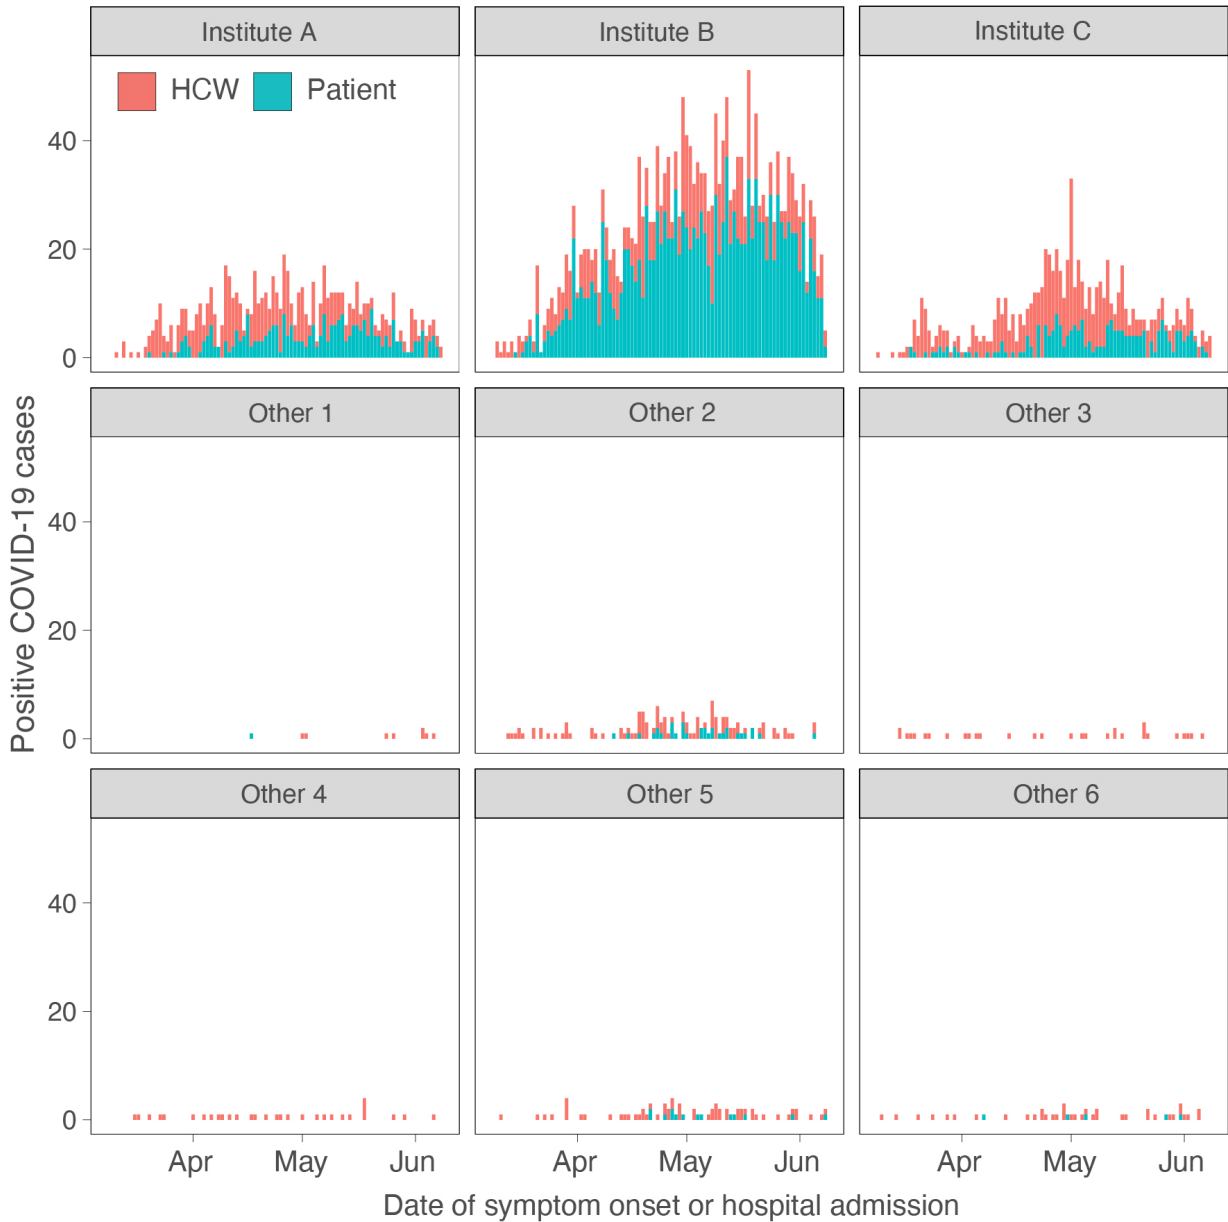 Institute A
Institute B
Institute C
HCW
Patient
40
20
0
Other 1
Other 2
Other 3
Positive COVID-19 cases
40
20
0
Other 4
Other 5
Other 6
40
20
0
Apr May Jun
Apr May Jun
Apr May Jun
Date of symptom onset or hospital admission